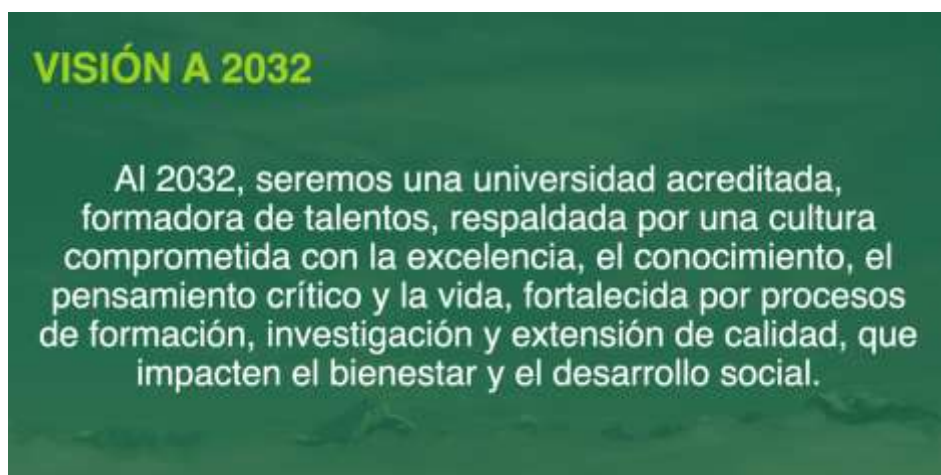 VISIÓN A 2032
Al 2032, seremos una universidad acreditada,
formadora de talentos, respaldada por una cultura
comprometida con la excelencia, el conocimiento, el
pensamiento crítico y la vida, fortalecida por procesos
de formación, investigación y extensión de calidad, que
impacten el bienestar y el desarrollo social.